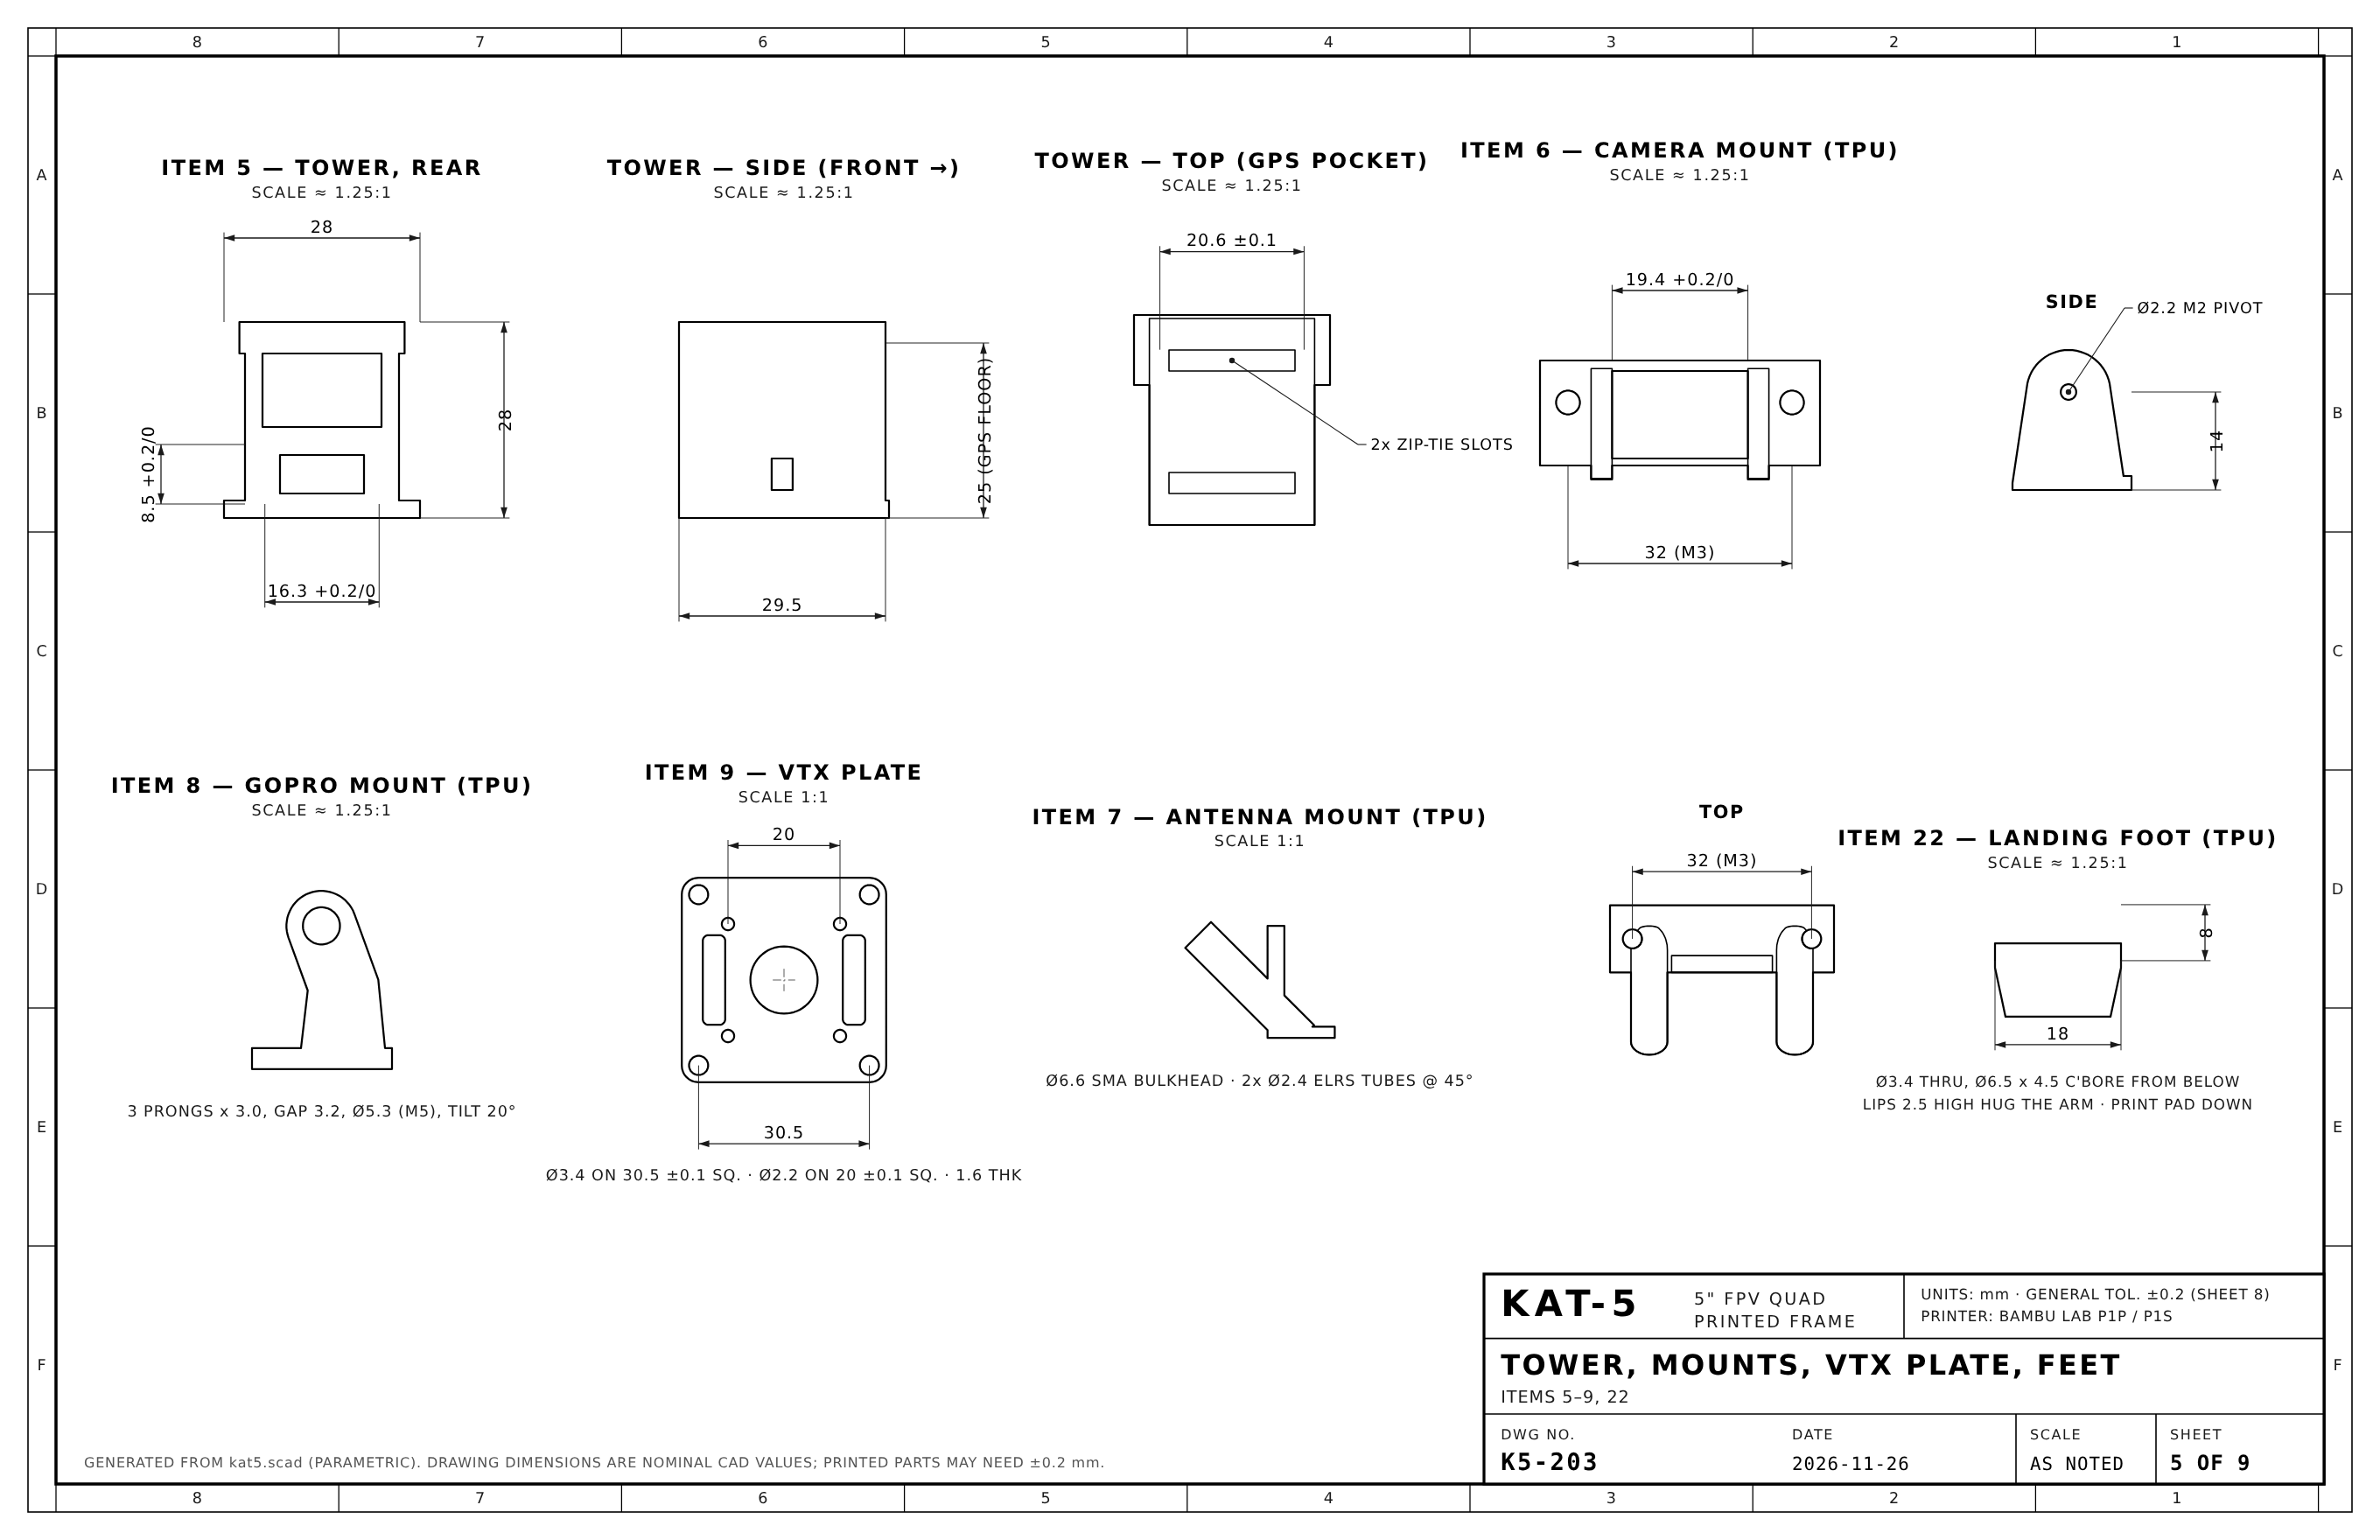 8 7 6 5 4 3 2 1
A A
ITEM 5 — TOWER, REAR
SCALE ≈ 1.25:1
28
28
8.5 +0.2/0
16.3 +0.2/0
TOWER — SIDE (FRONT →)
SCALE ≈ 1.25:1
25 (GPS FLOOR)
29.5
TOWER — TOP (GPS POCKET)
SCALE ≈ 1.25:1
20.6 ±0.1
2x ZIP-TIE SLOTS
ITEM 6 — CAMERA MOUNT (TPU)
SCALE ≈ 1.25:1
19.4 +0.2/0
32 (M3)
SIDE
Ø2.2 M2 PIVOT
14
B B
C C
ITEM 8 — GOPRO MOUNT (TPU)
SCALE ≈ 1.25:1
3 PRONGS x 3.0, GAP 3.2, Ø5.3 (M5), TILT 20°
ITEM 9 — VTX PLATE
SCALE 1:1
20
30.5
Ø3.4 ON 30.5 ±0.1 SQ. · Ø2.2 ON 20 ±0.1 SQ. · 1.6 THK
ITEM 7 — ANTENNA MOUNT (TPU)
SCALE 1:1
Ø6.6 SMA BULKHEAD · 2x Ø2.4 ELRS TUBES @ 45°
TOP
32 (M3)
ITEM 22 — LANDING FOOT (TPU)
SCALE ≈ 1.25:1
8
18
Ø3.4 THRU, Ø6.5 x 4.5 C'BORE FROM BELOW
LIPS 2.5 HIGH HUG THE ARM · PRINT PAD DOWN
D D
E E
F F
KAT-5
5" FPV QUAD
PRINTED FRAME
UNITS: mm · GENERAL TOL. ±0.2 (SHEET 8)
PRINTER: BAMBU LAB P1P / P1S
TOWER, MOUNTS, VTX PLATE, FEET
ITEMS 5–9, 22
DWG NO.
K5-203
DATE
2026-11-26
SCALE
AS NOTED
SHEET
5 OF 9
GENERATED FROM kat5.scad (PARAMETRIC). DRAWING DIMENSIONS ARE NOMINAL CAD VALUES; PRINTED PARTS MAY NEED ±0.2 mm.
8 7 6 5 4 3 2 1